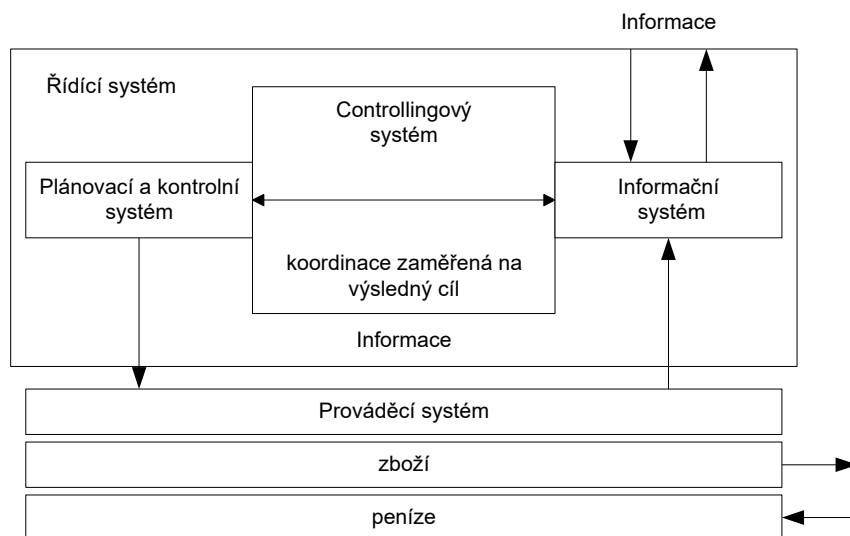 Informace
Řídící systém
Controllingový
systém
Plánovací a kontrolní
systém
Informační
systém
koordinace zaměřená na
výsledný cíl
Informace
Prováděcí systém
zboží
peníze